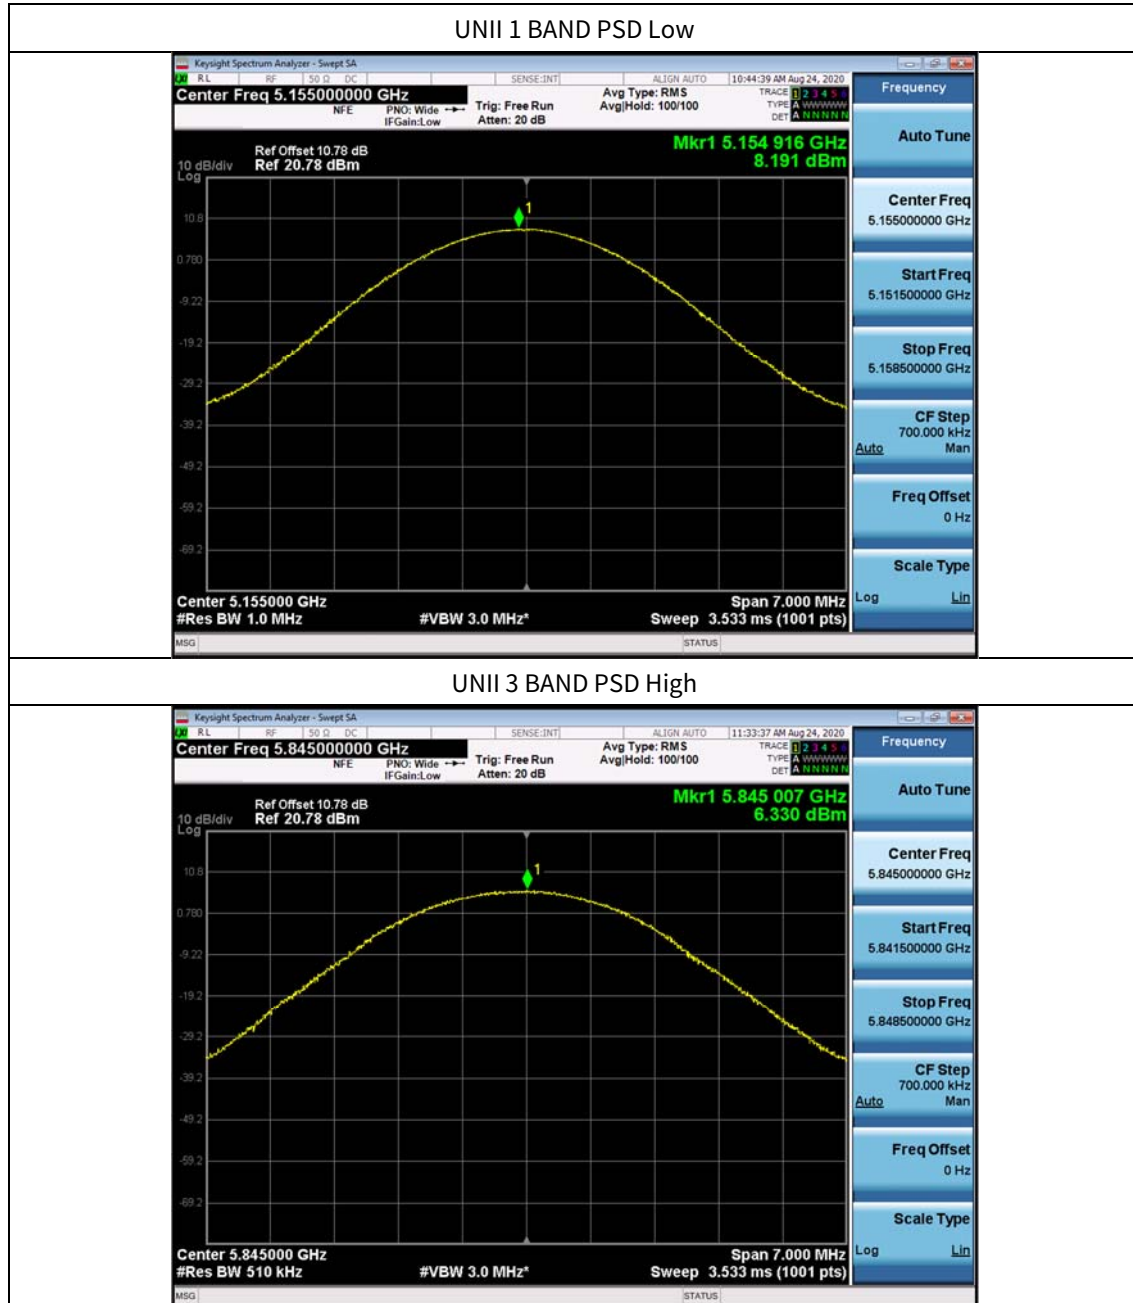 UNII 1 BAND PSD Low
Keysight Spectrum Analyzer - Swept SA
RL RF 50 Ω DC SENSE:INT ALIGN AUTO 10:44:39 AM Aug 24, 2020
Center Freq 5.155000000 GHz
NFE PNO: Wide Trig: Free Run Avg Type: RMS TRACE 1 2 3 4 5 6
IFGain:Low Atten: 20 dB Avg|Hold: 100/100 TYPE A WWWWW
DET A N N N N N
Frequency
Auto Tune
Mkr1 5.154 916 GHz
8.191 dBm
Ref Offset 10.78 dB
10 dB/div Ref 20.78 dBm
Log
10.8
0.780
-9.22
-19.2
-29.2
-39.2
-49.2
-59.2
-69.2
1
Center Freq
5.155000000 GHz
Start Freq
5.151500000 GHz
Stop Freq
5.158500000 GHz
CF Step
700.000 kHz
Auto Man
Freq Offset
0 Hz
Scale Type
Log Lin
Center 5.155000 GHz Span 7.000 MHz
#Res BW 1.0 MHz #VBW 3.0 MHz* Sweep 3.533 ms (1001 pts)
MSG STATUS
UNII 3 BAND PSD High
Keysight Spectrum Analyzer - Swept SA
RL RF 50 Ω DC SENSE:INT ALIGN AUTO 11:33:37 AM Aug 24, 2020
Center Freq 5.845000000 GHz
NFE PNO: Wide Trig: Free Run Avg Type: RMS TRACE 1 2 3 4 5 6
IFGain:Low Atten: 20 dB Avg|Hold: 100/100 TYPE A WWWWW
DET A N N N N N
Frequency
Auto Tune
Mkr1 5.845 007 GHz
6.330 dBm
Ref Offset 10.78 dB
10 dB/div Ref 20.78 dBm
Log
10.8
0.780
-9.22
-19.2
-29.2
-39.2
-49.2
-59.2
-69.2
1
Center Freq
5.845000000 GHz
Start Freq
5.841500000 GHz
Stop Freq
5.848500000 GHz
CF Step
700.000 kHz
Auto Man
Freq Offset
0 Hz
Scale Type
Log Lin
Center 5.845000 GHz Span 7.000 MHz
#Res BW 510 kHz #VBW 3.0 MHz* Sweep 3.533 ms (1001 pts)
MSG STATUS